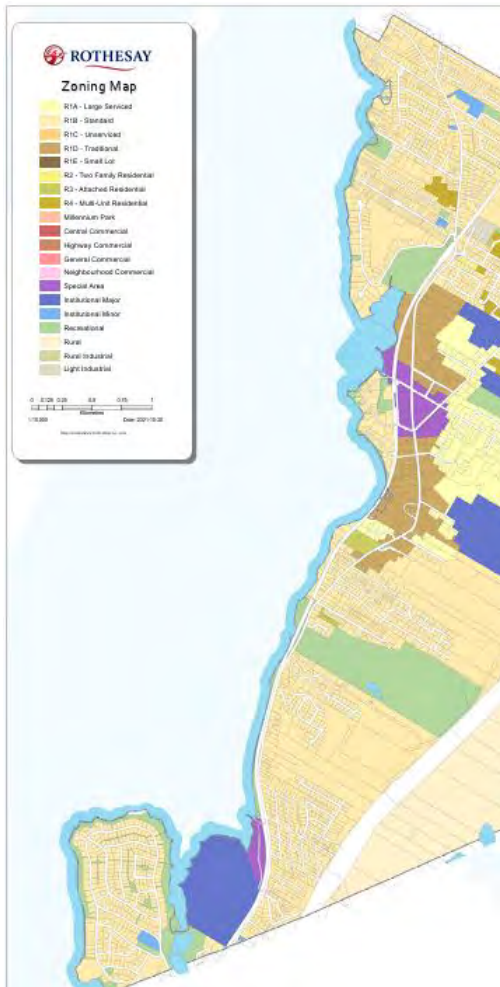 ROTHESAY
Zoning Map
R1A - Large Serviced
R1B - Standard
R1C - Unserviced
R1D - Traditional
R1E - Small Lot
R2 - Two Family Residential
R3 - Attached Residential
R4 - Multi-Unit Residential
Millennium Park
Central Commercial
Highway Commercial
General Commercial
Neighbourhood Commercial
Special Area
Institutional Major
Institutional Minor
Recreational
Rural
Rural Industrial
Light Industrial
Kilometres